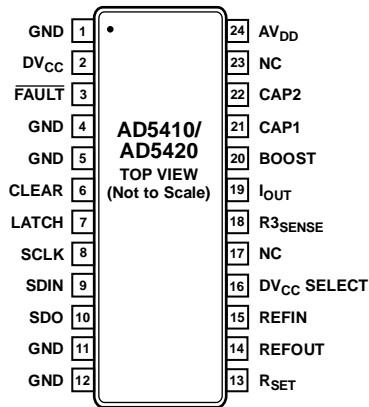 GND 1
DVCC 2
FAULT 3
GND 4
GND 5
CLEAR 6
LATCH 7
SCLK 8
SDIN 9
SDO 10
GND 11
GND 12
AD5410/
AD5420
TOP VIEW
(Not to Scale)
24 AVDD
23 NC
22 CAP2
21 CAP1
20 BOOST
19 IOUT
18 R3SENSE
17 NC
16 DVCC SELECT
15 REFIN
14 REFOUT
13 RSET